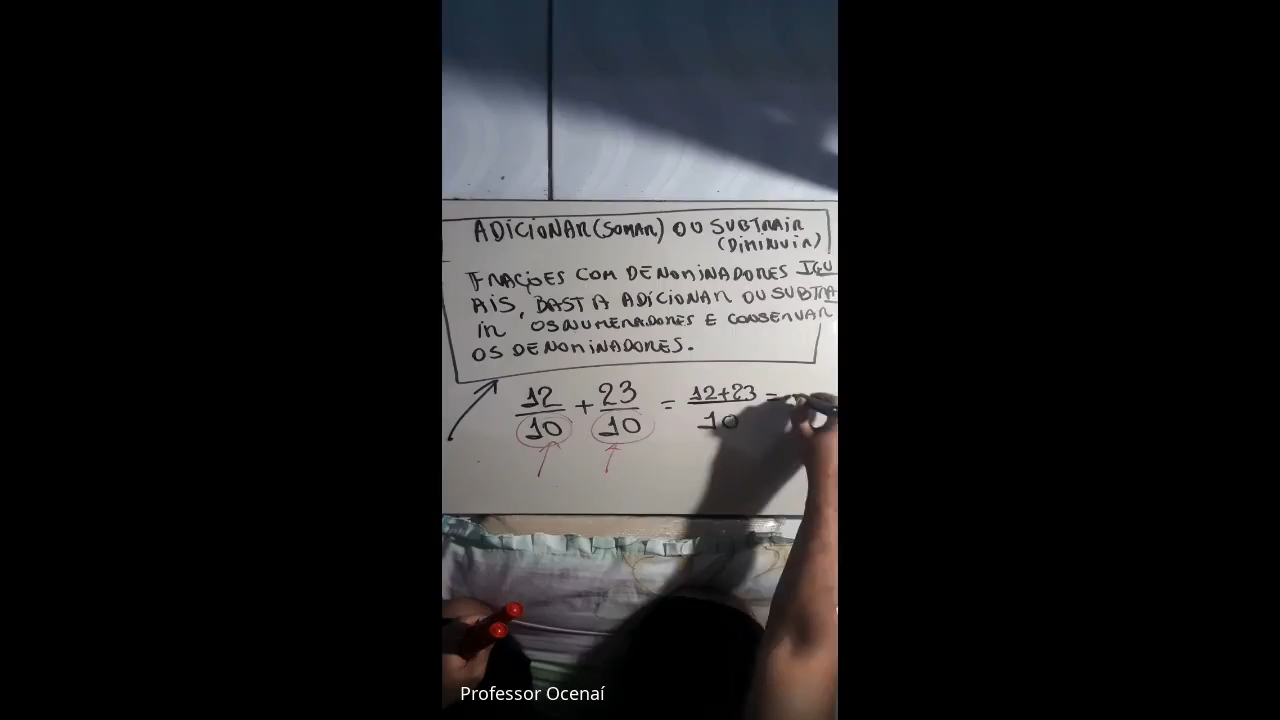 ADICIONAR (SOMAR) OU SUBTRAIR
(DIMINUIR)
FRAÇÕES COM DENOMINADORES IGU
AIS, BASTA ADICIONAR OU SUBTRA
IR OS NUMERADORES E CONSERVAR
OS DENOMINADORES.
12/10 + 23/10 = 12+23/10 =
Professor Ocenaí